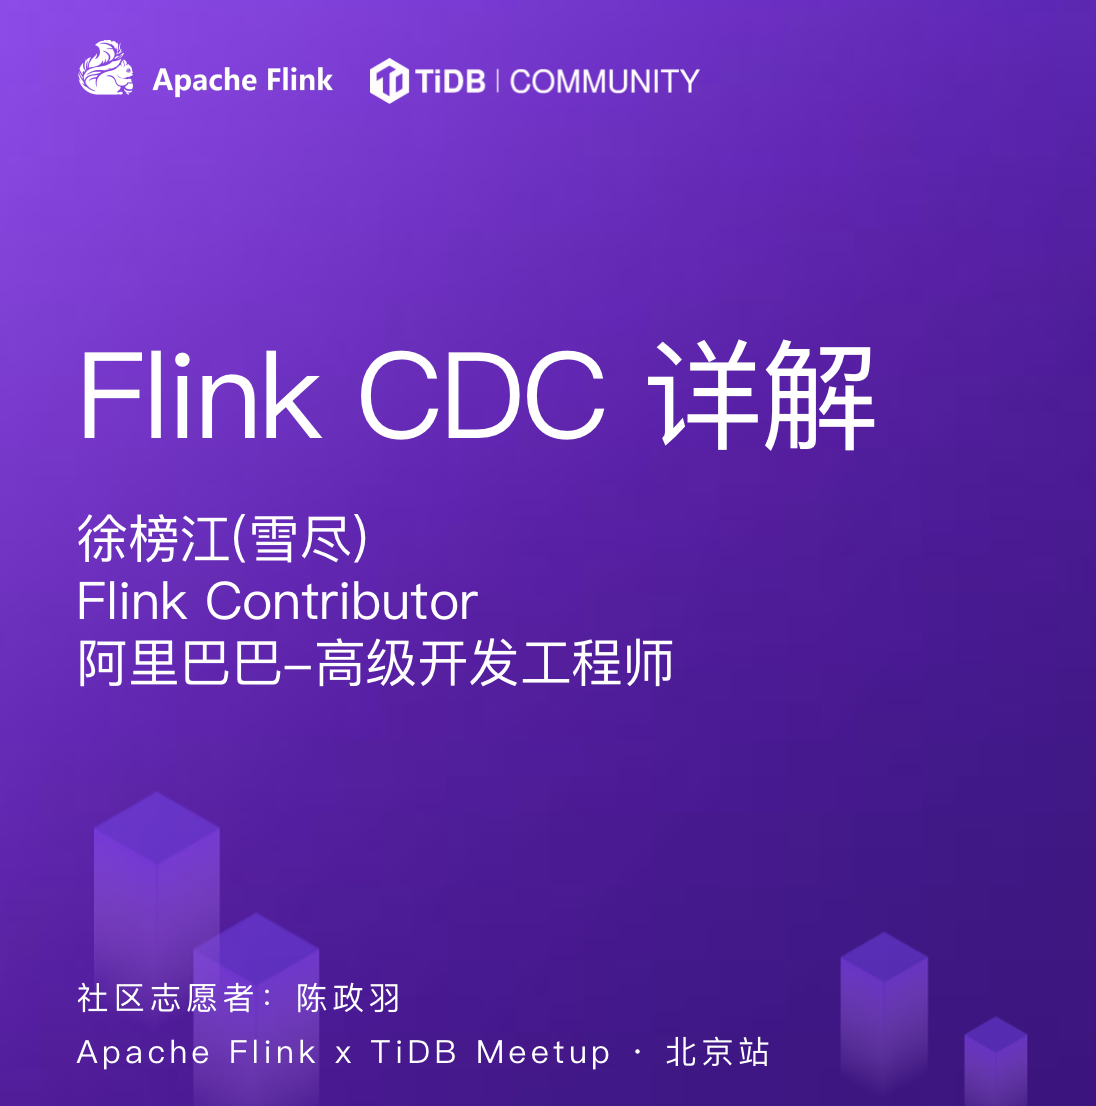 Apache Flink TiDB | COMMUNITY
Flink CDC 详解
徐榜江(雪尽)
Flink Contributor
阿里巴巴–高级开发工程师
社区志愿者：陈政羽
Apache Flink x TiDB Meetup · 北京站